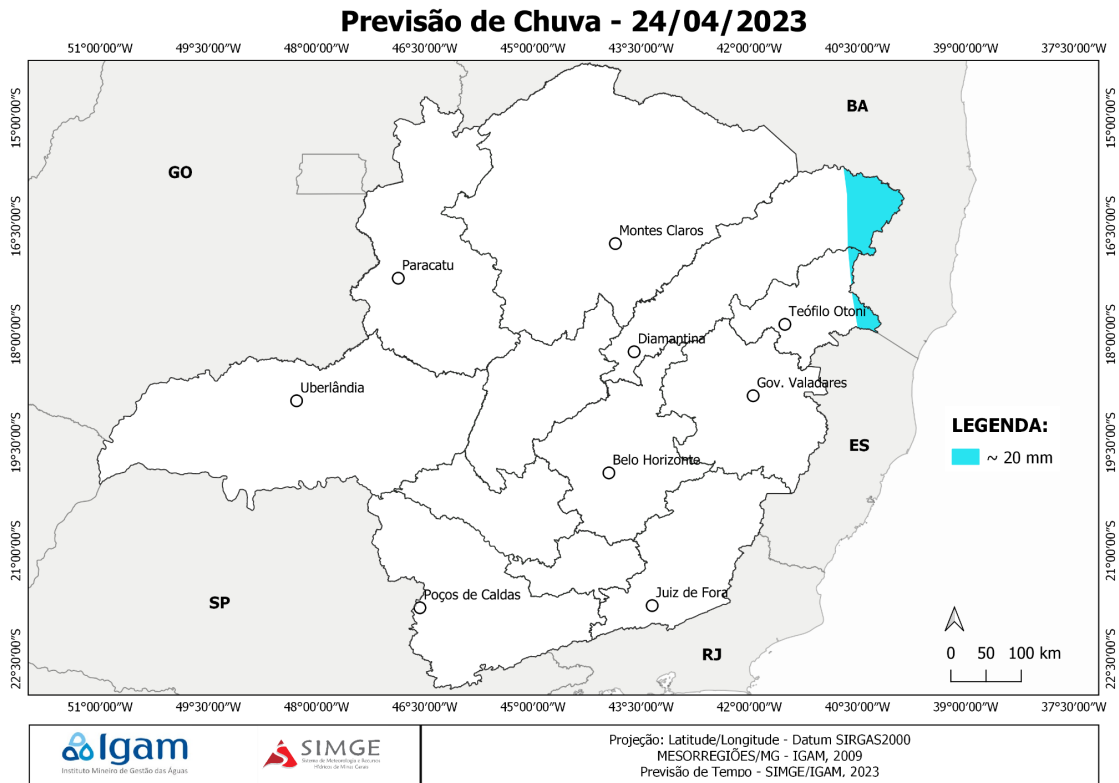 Previsão de Chuva - 24/04/2023
51°00'00"W 49°30'00"W 48°00'00"W 46°30'00"W 45°00'00"W 43°30'00"W 42°00'00"W 40°30'00"W 39°00'00"W 37°30'00"W
15°00'00"S 16°30'00"S 18°00'00"S 19°30'00"S 21°00'00"S 22°30'00"S
BA
GO
Montes Claros
Paracatu
Teófilo Otoni
Diamantina
Uberlândia
Gov. Valadares
LEGENDA:
~ 20 mm
ES
Belo Horizonte
Poços de Caldas
Juiz de Fora
SP
RJ
0 50 100 km
15°00'00"S 16°30'00"S 18°00'00"S 19°30'00"S 21°00'00"S 22°30'00"S
51°00'00"W 49°30'00"W 48°00'00"W 46°30'00"W 45°00'00"W 43°30'00"W 42°00'00"W 40°30'00"W 39°00'00"W 37°30'00"W
Igam
Instituto Mineiro de Gestão das Águas
SIMGE
Sistema de Meteorologia e Recursos
Hídricos de Minas Gerais
Projeção: Latitude/Longitude - Datum SIRGAS2000
MESORREGIÕES/MG - IGAM, 2009
Previsão de Tempo - SIMGE/IGAM, 2023